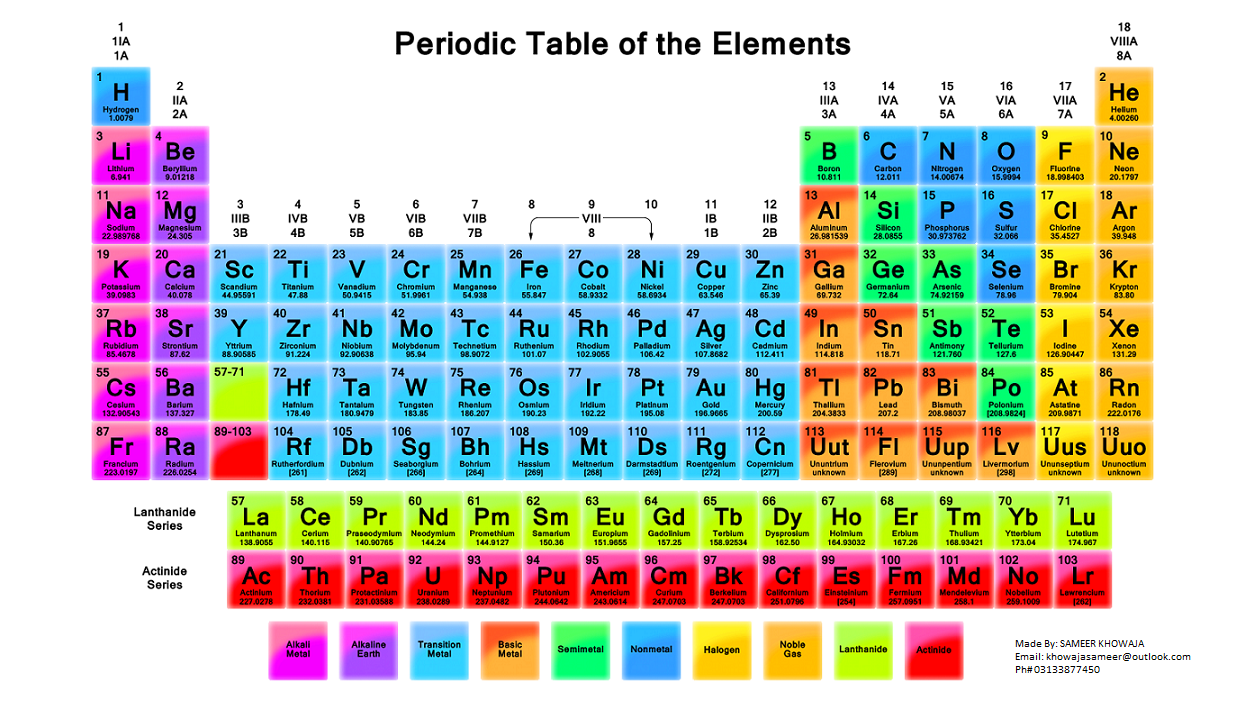 Periodic Table of the Elements
1 18
1IA VIIIA
1A 8A
1 2
H He
Hydrogen Helium
1.0079 4.00260
2 13 14 15 16 17
IIA IIIA IVA VA VIA VIIA
2A 3A 4A 5A 6A 7A
3 4 5 6 7 8 9 10
Li Be B C N O F Ne
Lithium Beryllium Boron Carbon Nitrogen Oxygen Fluorine Neon
6.941 9.01218 10.811 12.011 14.00674 15.9994 18.998403 20.1797
11 12 13 14 15 16 17 18
Na Mg Al Si P S Cl Ar
Sodium Magnesium Aluminum Silicon Phosphorus Sulfur Chlorine Argon
22.989768 24.305 26.981539 28.0855 30.973762 32.066 35.4527 39.948
3 4 5 6 7 8 9 10 11 12
IIIB IVB VB VIB VIIB VIII IB IIB
3B 4B 5B 6B 7B 8 1B 2B
19 20 21 22 23 24 25 26 27 28 29 30 31 32 33 34 35 36
K Ca Sc Ti V Cr Mn Fe Co Ni Cu Zn Ga Ge As Se Br Kr
Potassium Calcium Scandium Titanium Vanadium Chromium Manganese Iron Cobalt Nickel Copper Zinc Gallium Germanium Arsenic Selenium Bromine Krypton
39.0983 40.078 44.95591 47.88 50.9415 51.9961 54.938 55.847 58.9332 58.6934 63.546 65.39 69.732 72.64 74.92159 78.96 79.904 83.80
37 38 39 40 41 42 43 44 45 46 47 48 49 50 51 52 53 54
Rb Sr Y Zr Nb Mo Tc Ru Rh Pd Ag Cd In Sn Sb Te I Xe
Rubidium Strontium Yttrium Zirconium Niobium Molybdenum Technetium Ruthenium Rhodium Palladium Silver Cadmium Indium Tin Antimony Tellurium Iodine Xenon
85.4678 87.62 88.90585 91.224 92.90638 95.94 98.9072 101.07 102.9055 106.42 107.8682 112.411 114.818 118.71 121.760 127.6 126.90447 131.29
55 56 57-71 72 73 74 75 76 77 78 79 80 81 82 83 84 85 86
Cs Ba Hf Ta W Re Os Ir Pt Au Hg Tl Pb Bi Po At Rn
Cesium Barium Hafnium Tantalum Tungsten Rhenium Osmium Iridium Platinum Gold Mercury Thallium Lead Bismuth Polonium Astatine Radon
132.90543 137.327 178.49 180.9479 183.85 186.207 190.23 192.22 195.08 196.9665 200.59 204.3833 207.2 208.98037 [208.9824] 209.9871 222.0176
87 88 89-103 104 105 106 107 108 109 110 111 112 113 114 115 116 117 118
Fr Ra Rf Db Sg Bh Hs Mt Ds Rg Cn Uut Fl Uup Lv Uus Uuo
Francium Radium Rutherfordium Dubnium Seaborgium Bohrium Hassium Meitnerium Darmstadtium Roentgenium Copernicium Ununtrium Flerovium Ununpentium Livermorium Ununseptium Ununoctium
223.0197 226.0254 [261] [262] [266] [264] [269] [268] [269] [272] [277] unknown [289] unknown [298] unknown unknown
Lanthanide
Series
57 58 59 60 61 62 63 64 65 66 67 68 69 70 71
La Ce Pr Nd Pm Sm Eu Gd Tb Dy Ho Er Tm Yb Lu
Lanthanum Cerium Praseodymium Neodymium Promethium Samarium Europium Gadolinium Terbium Dysprosium Holmium Erbium Thulium Ytterbium Lutetium
138.9055 140.115 140.90765 144.24 144.9127 150.36 151.9655 157.25 158.92534 162.50 164.93032 167.26 168.93421 173.04 174.967
Actinide
Series
89 90 91 92 93 94 95 96 97 98 99 100 101 102 103
Ac Th Pa U Np Pu Am Cm Bk Cf Es Fm Md No Lr
Actinium Thorium Protactinium Uranium Neptunium Plutonium Americium Curium Berkelium Californium Einsteinium Fermium Mendelevium Nobelium Lawrencium
227.0278 232.0381 231.03588 238.0289 237.0482 244.0642 243.0614 247.0703 247.0703 251.0796 [254] 257.0951 258.1 259.1009 [262]
Alkali Metal
Alkaline Earth
Transition Metal
Basic Metal
Semimetal
Nonmetal
Halogen
Noble Gas
Lanthanide
Actinide
Made By: SAMEER KHOWAJA
Email: khowajasameer@outlook.com
Ph#03133877450